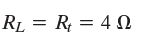 R_L = R_t = 4 Ω